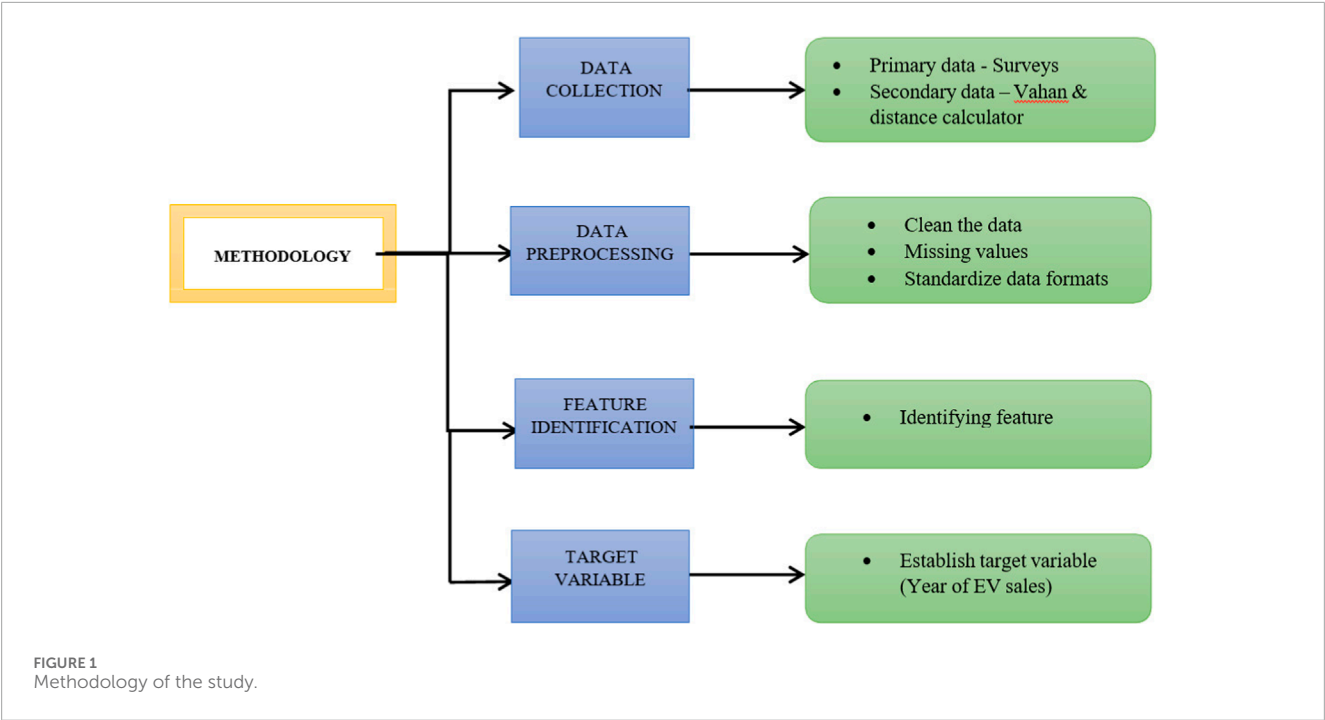 DATA
COLLECTION
• Primary data - Surveys
• Secondary data – Vahan &
distance calculator
METHODOLOGY
DATA
PREPROCESSING
• Clean the data
• Missing values
• Standardize data formats
FEATURE
IDENTIFICATION
• Identifying feature
TARGET
VARIABLE
• Establish target variable
(Year of EV sales)
FIGURE 1
Methodology of the study.